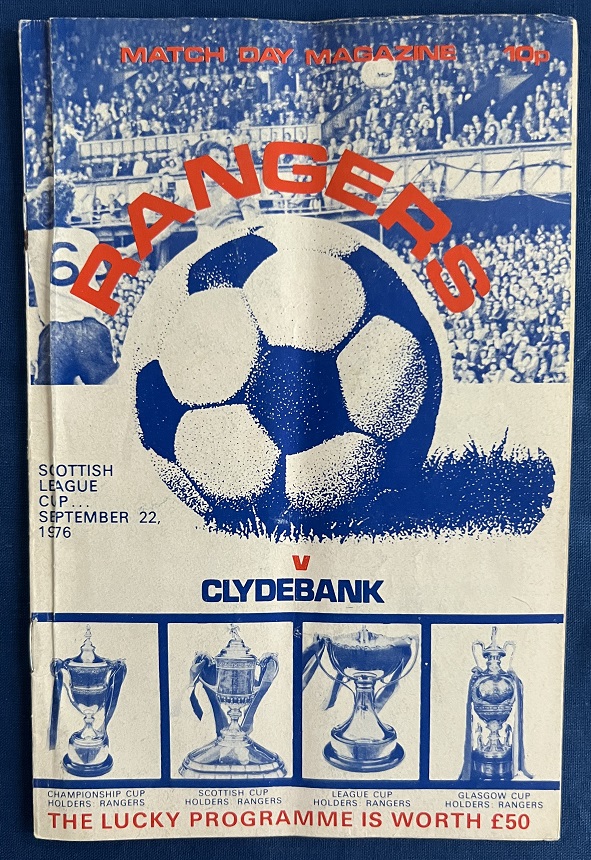 MATCH DAY MAGAZINE 10p
RANGERS
6
SCOTTISH
LEAGUE
CUP...
SEPTEMBER 22,
1976
v
CLYDEBANK
CHAMPIONSHIP CUP
HOLDERS: RANGERS
SCOTTISH CUP
HOLDERS: RANGERS
LEAGUE CUP
HOLDERS: RANGERS
GLASGOW CUP
HOLDERS: RANGERS
THE LUCKY PROGRAMME IS WORTH £50